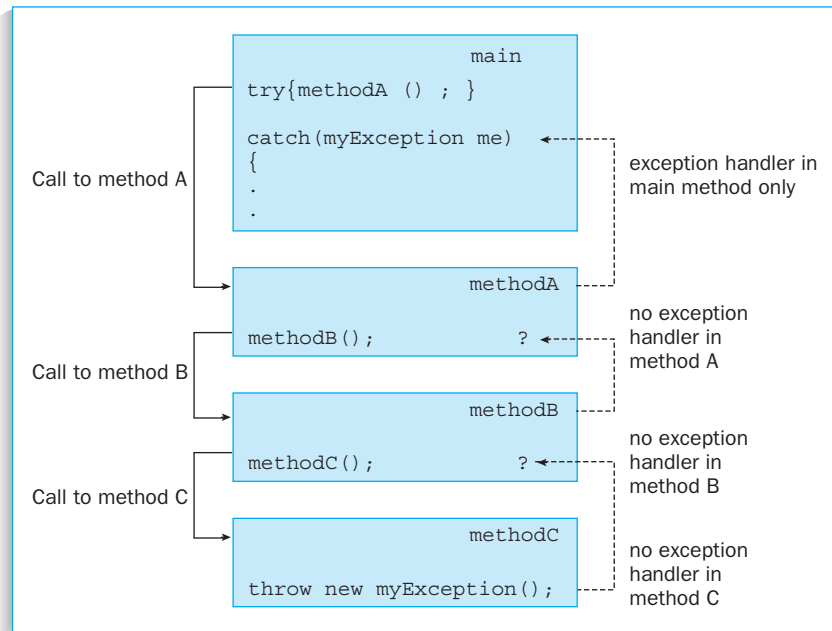 main
try{methodA () ; }
catch(myException me)
{
.
.
Call to method A
exception handler in
main method only
methodA
methodB();    ?
no exception
handler in
method A
Call to method B
methodB
methodC();    ?
no exception
handler in
method B
Call to method C
methodC
throw new myException();
no exception
handler in
method C